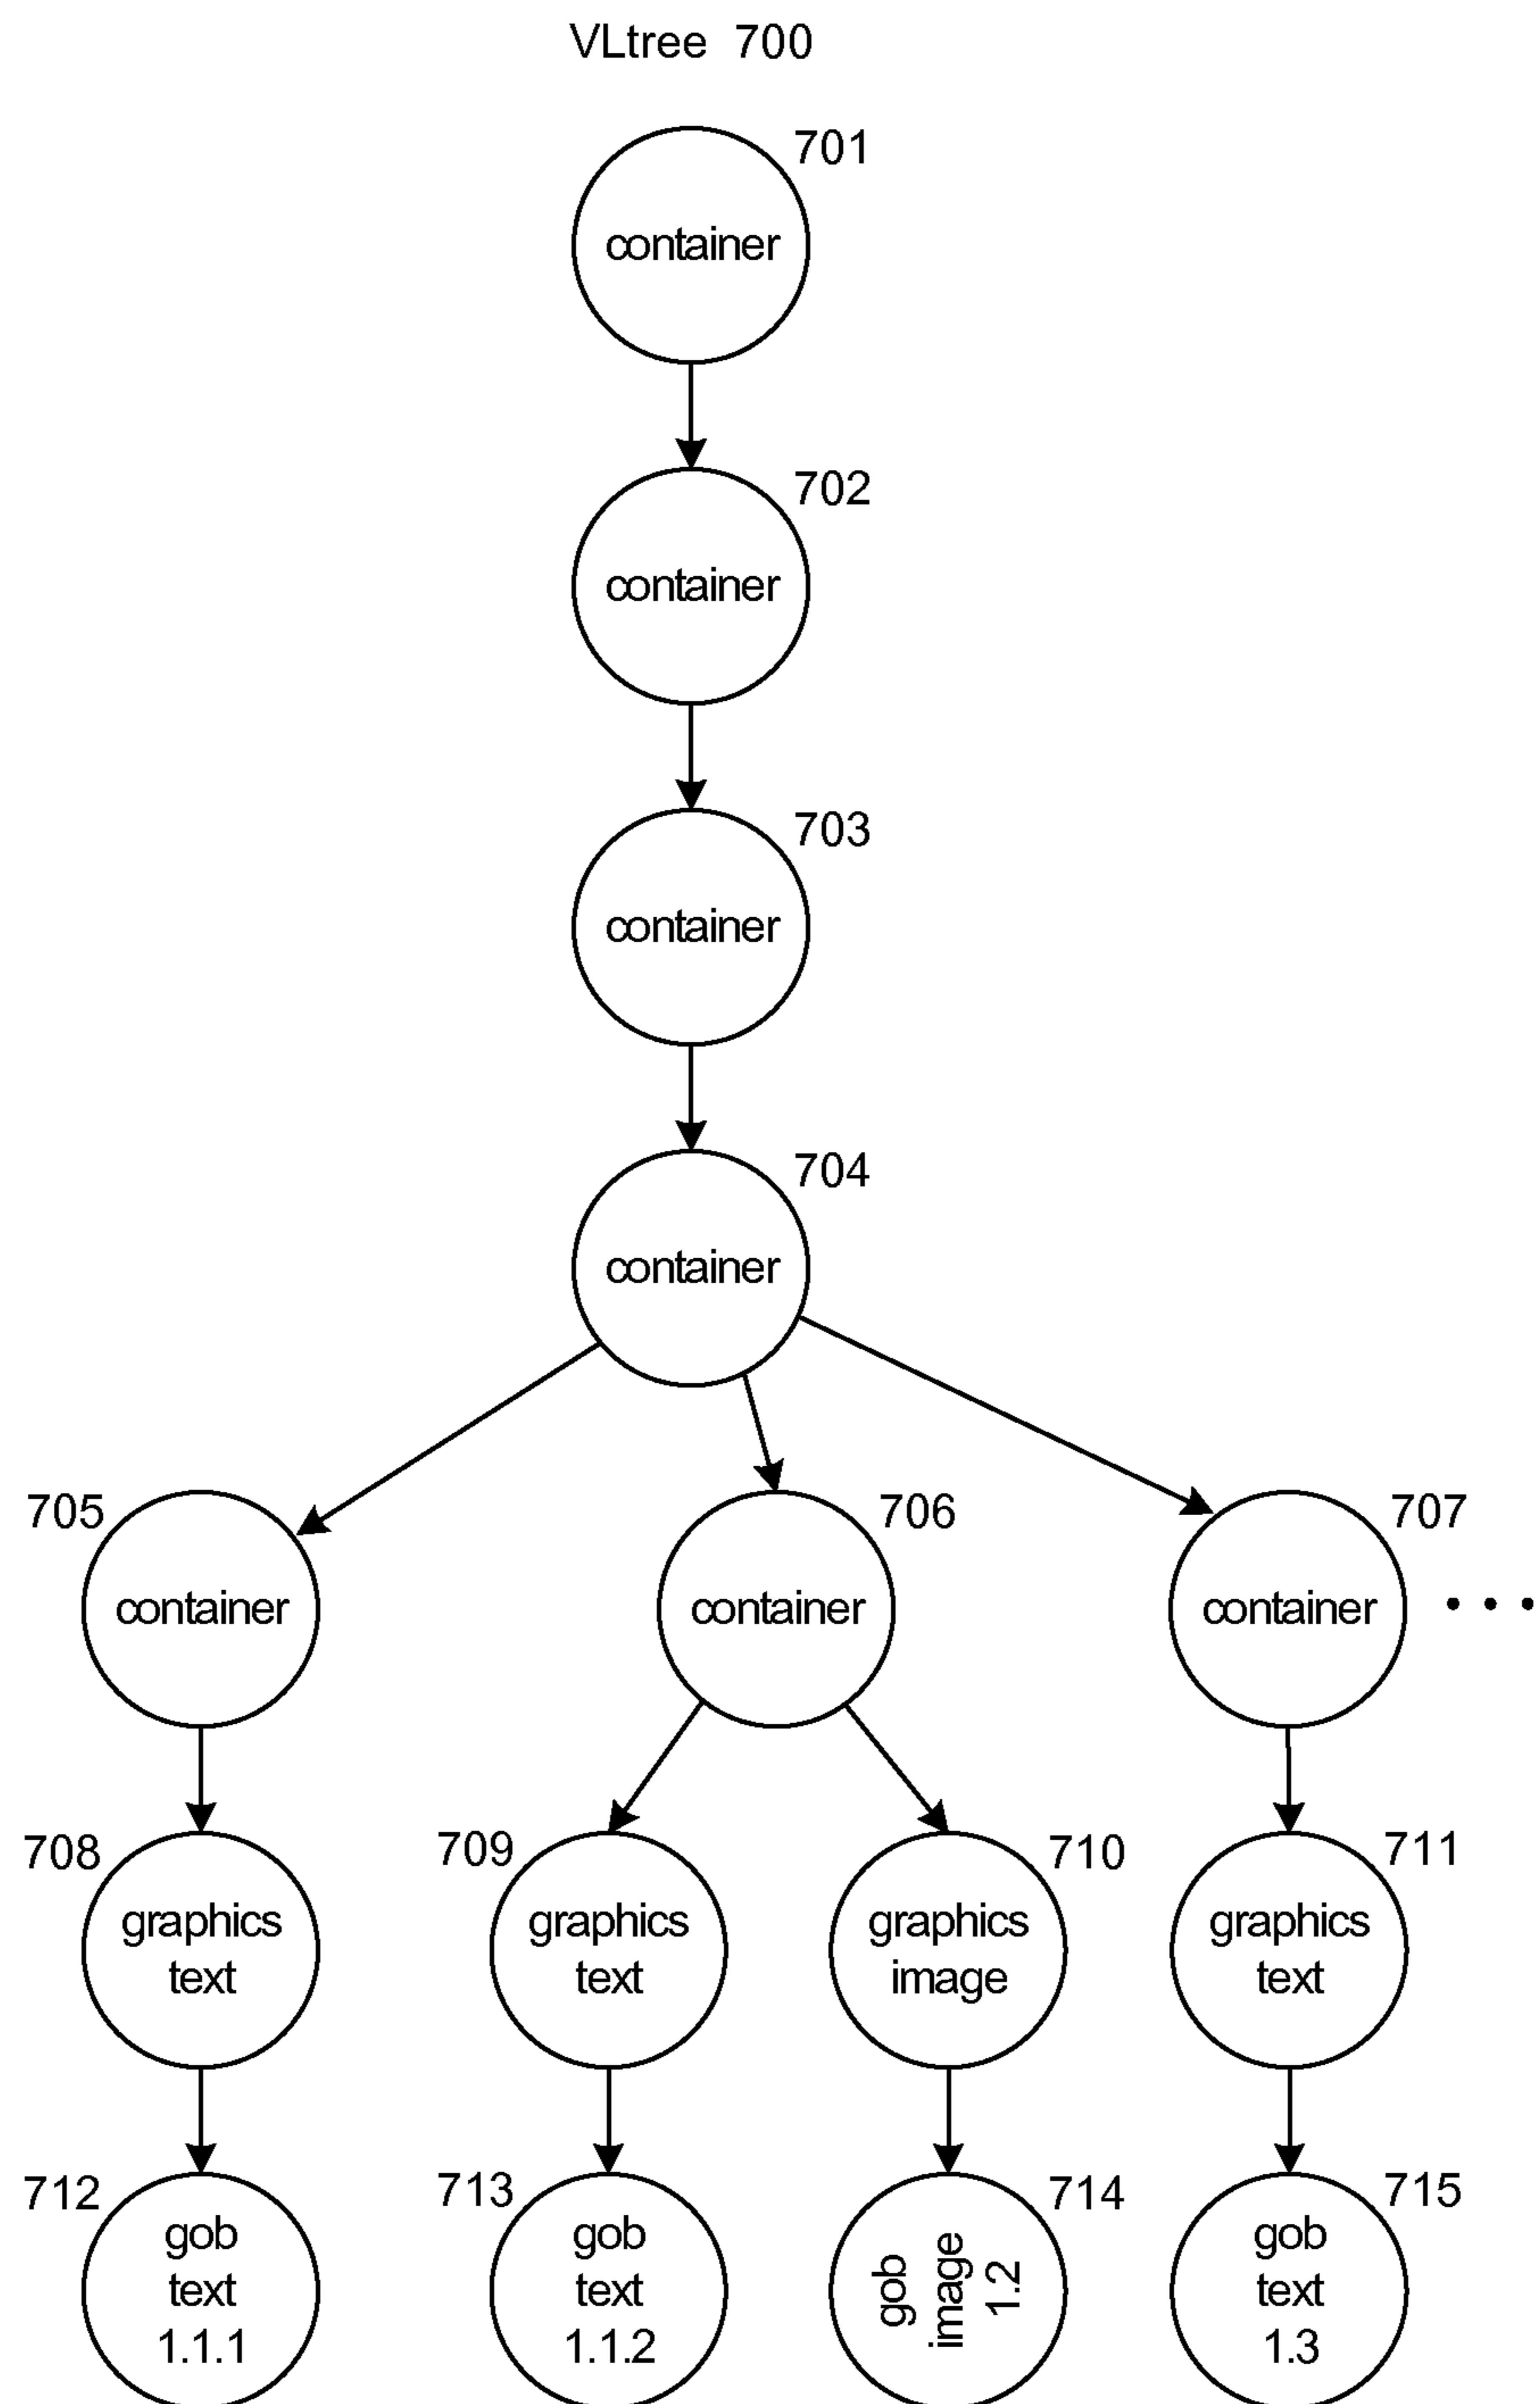 VLtree 700
701
container
702
container
703
container
704
container
705
706
707
container
container
container
• • •
708
709
710
711
graphics
text
graphics
text
graphics
image
graphics
text
712
713
714
715
gob
text
1.1.1
gob
text
1.1.2
gob
image
1.2
gob
text
1.3